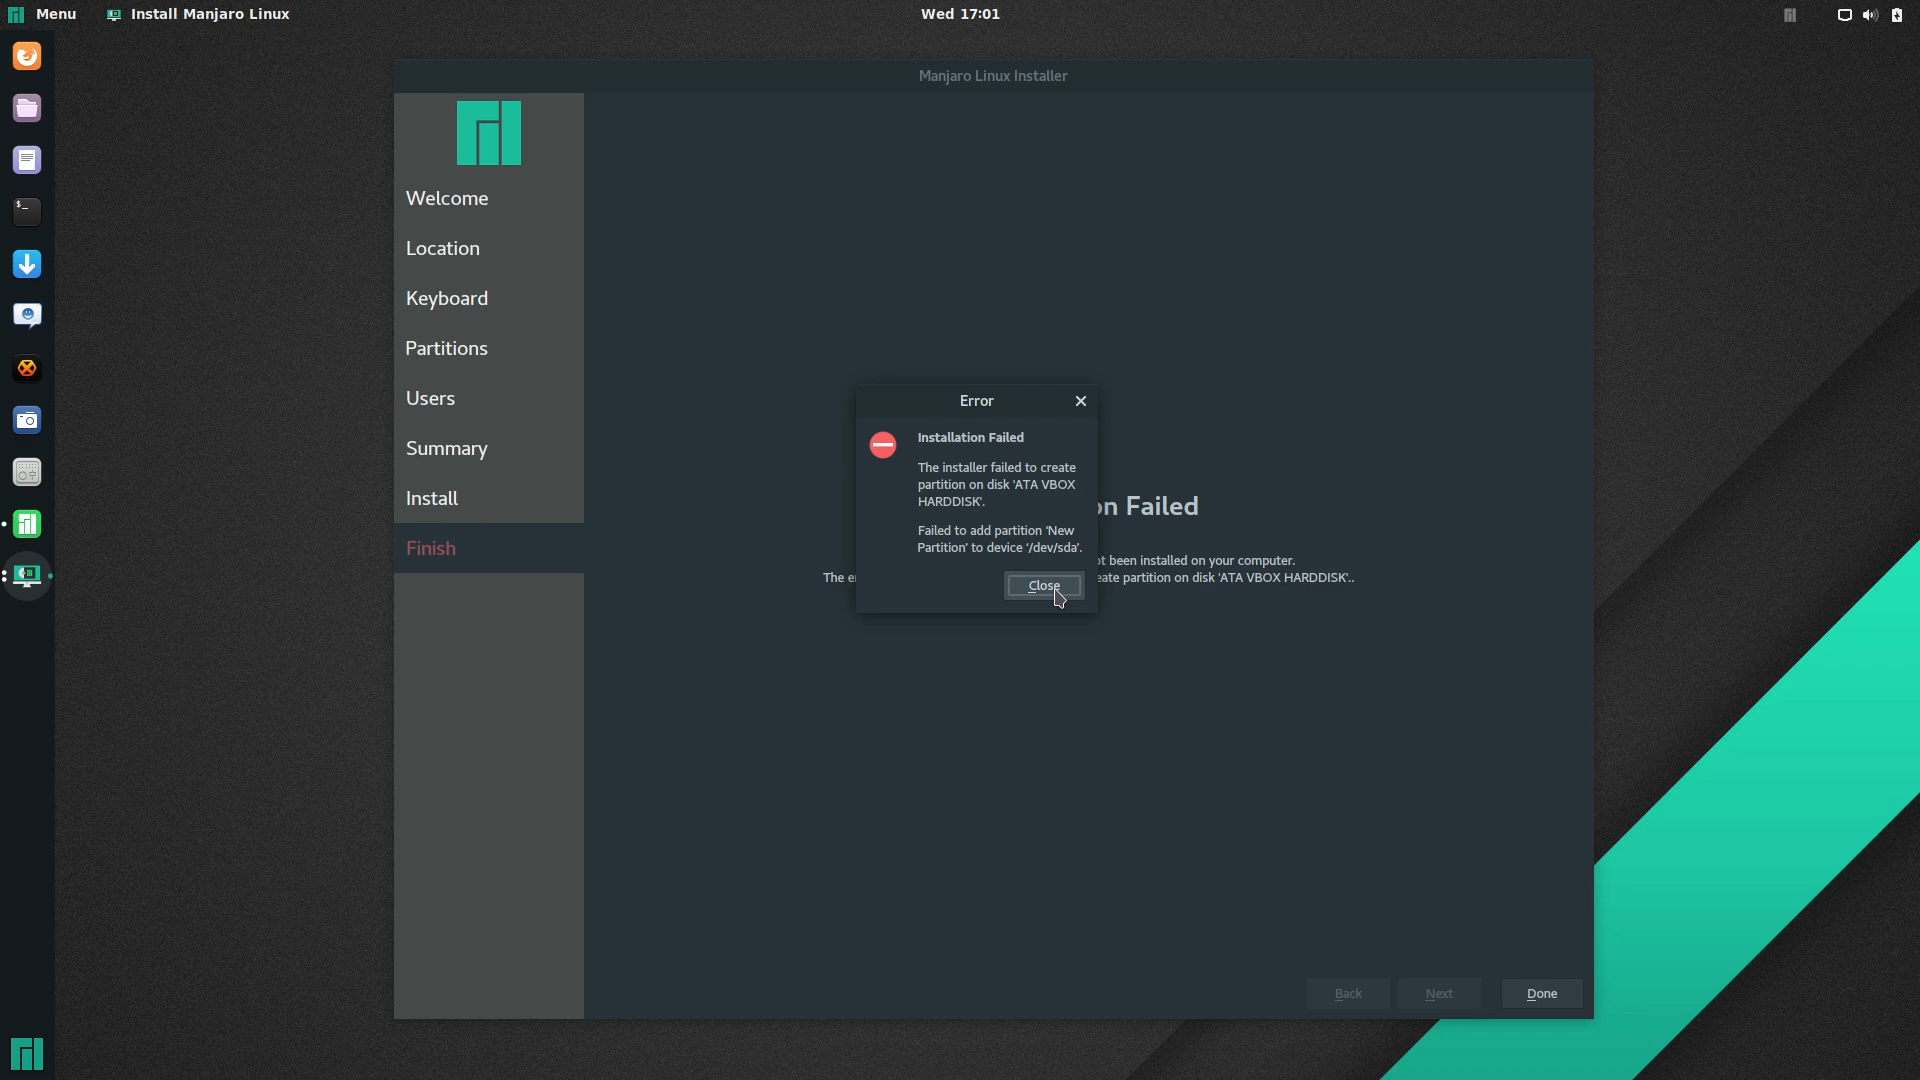 Menu
Install Manjaro Linux
Wed 17:01
Manjaro Linux Installer
Welcome
Location
Keyboard
Partitions
Users
Summary
Install
Finish
Error
Installation Failed
The installer failed to create
partition on disk 'ATA VBOX
HARDDISK'.
Failed to add partition 'New
Partition' to device '/dev/sda'.
Close
on Failed
ot been installed on your computer.
The e
eate partition on disk 'ATA VBOX HARDDISK'..
Back
Next
Done
$_